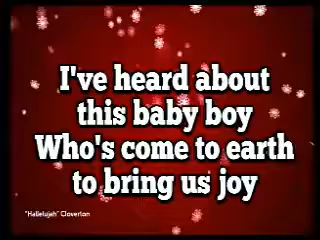 I've heard about
this baby boy
Who's come to earth
to bring us joy
"Hallelujah" Cloverton